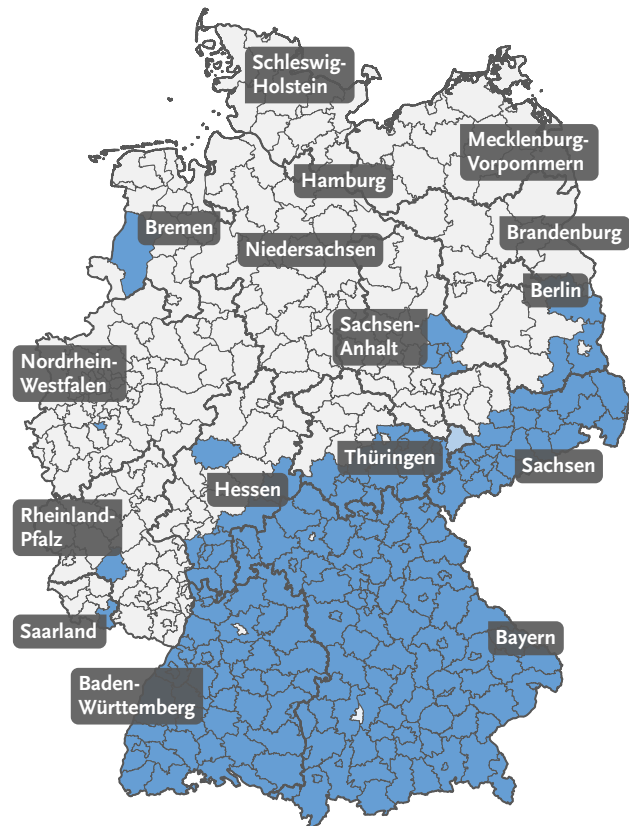 Schleswig-
Holstein
Mecklenburg-
Vorpommern
Hamburg
Bremen
Niedersachsen
Brandenburg
Berlin
Sachsen-
Anhalt
Nordrhein-
Westfalen
Thüringen
Sachsen
Hessen
Rheinland-
Pfalz
Saarland
Bayern
Baden-
Württemberg